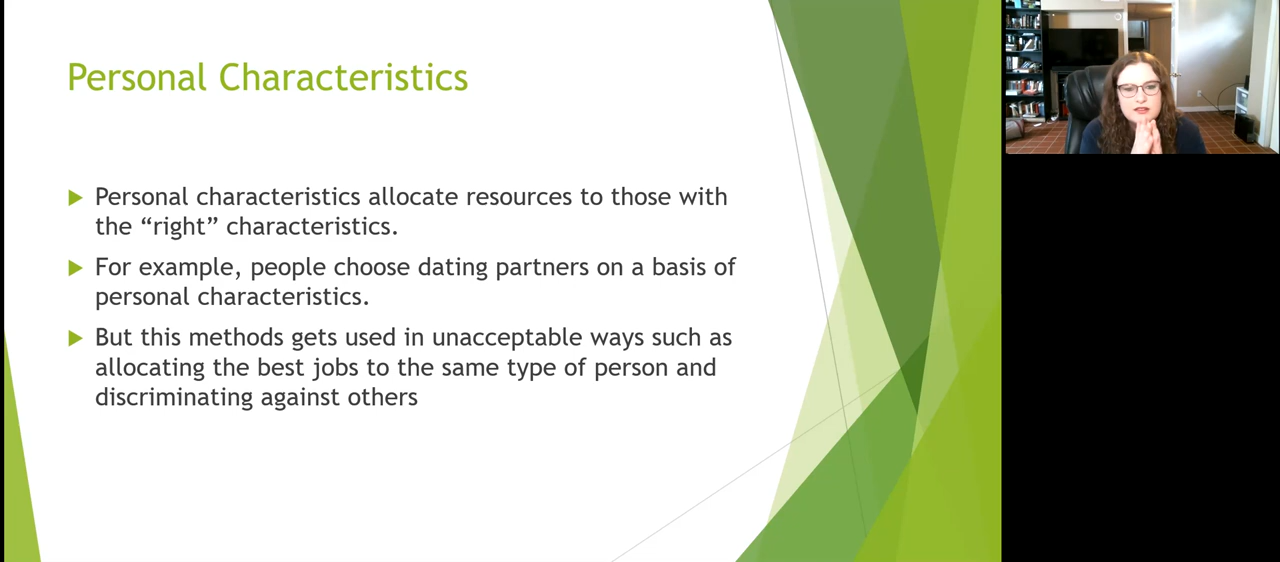 Personal Characteristics
Personal characteristics allocate resources to those with
the “right” characteristics.
For example, people choose dating partners on a basis of
personal characteristics.
But this methods gets used in unacceptable ways such as
allocating the best jobs to the same type of person and
discriminating against others